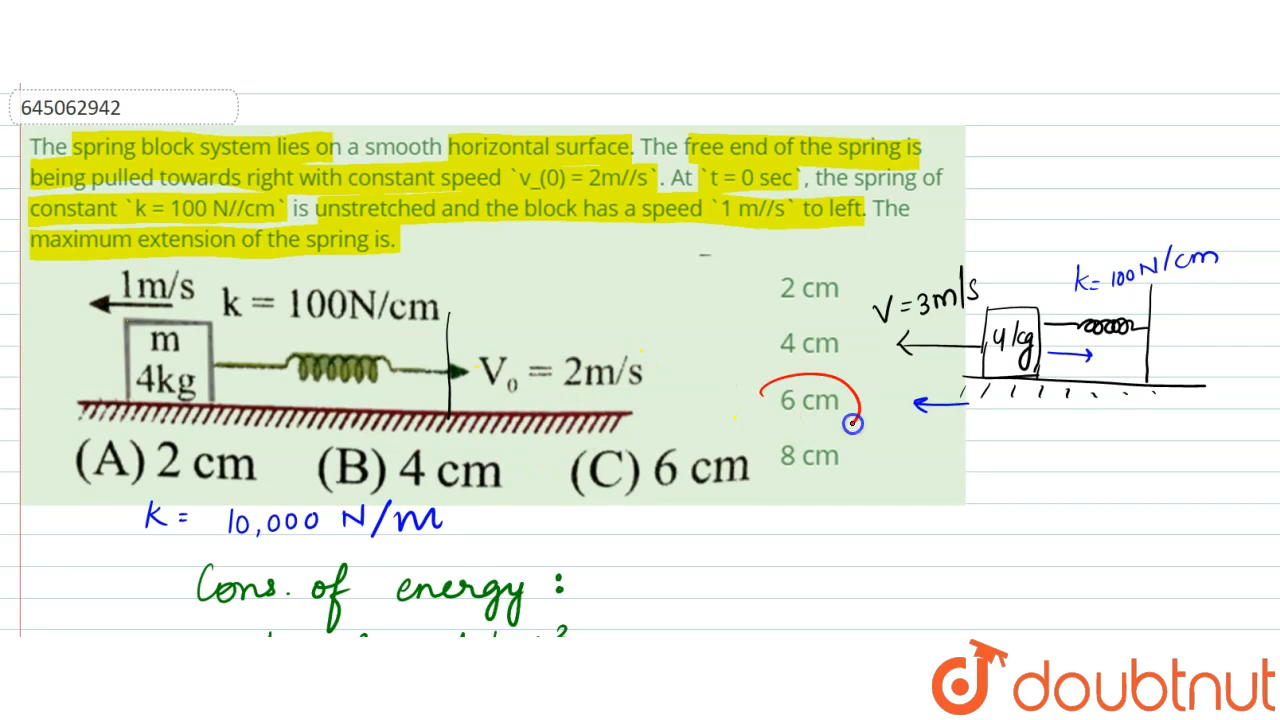 645062942
The spring block system lies on a smooth horizontal surface. The free end of the spring is
being pulled towards right with constant speed `v_(0) = 2m//s`. At `t = 0 sec`, the spring of
constant `k = 100 N//cm` is unstretched and the block has a speed `1 m//s` to left. The
maximum extension of the spring is.
1m/s
k = 100N/cm
m
4kg
V₀ = 2m/s
(A) 2 cm (B) 4 cm (C) 6 cm
2 cm
4 cm
6 cm
8 cm
k = 100 N/cm
V = 3m/s
4kg
k = 10,000 N/m
Cons. of energy :
doubtnut